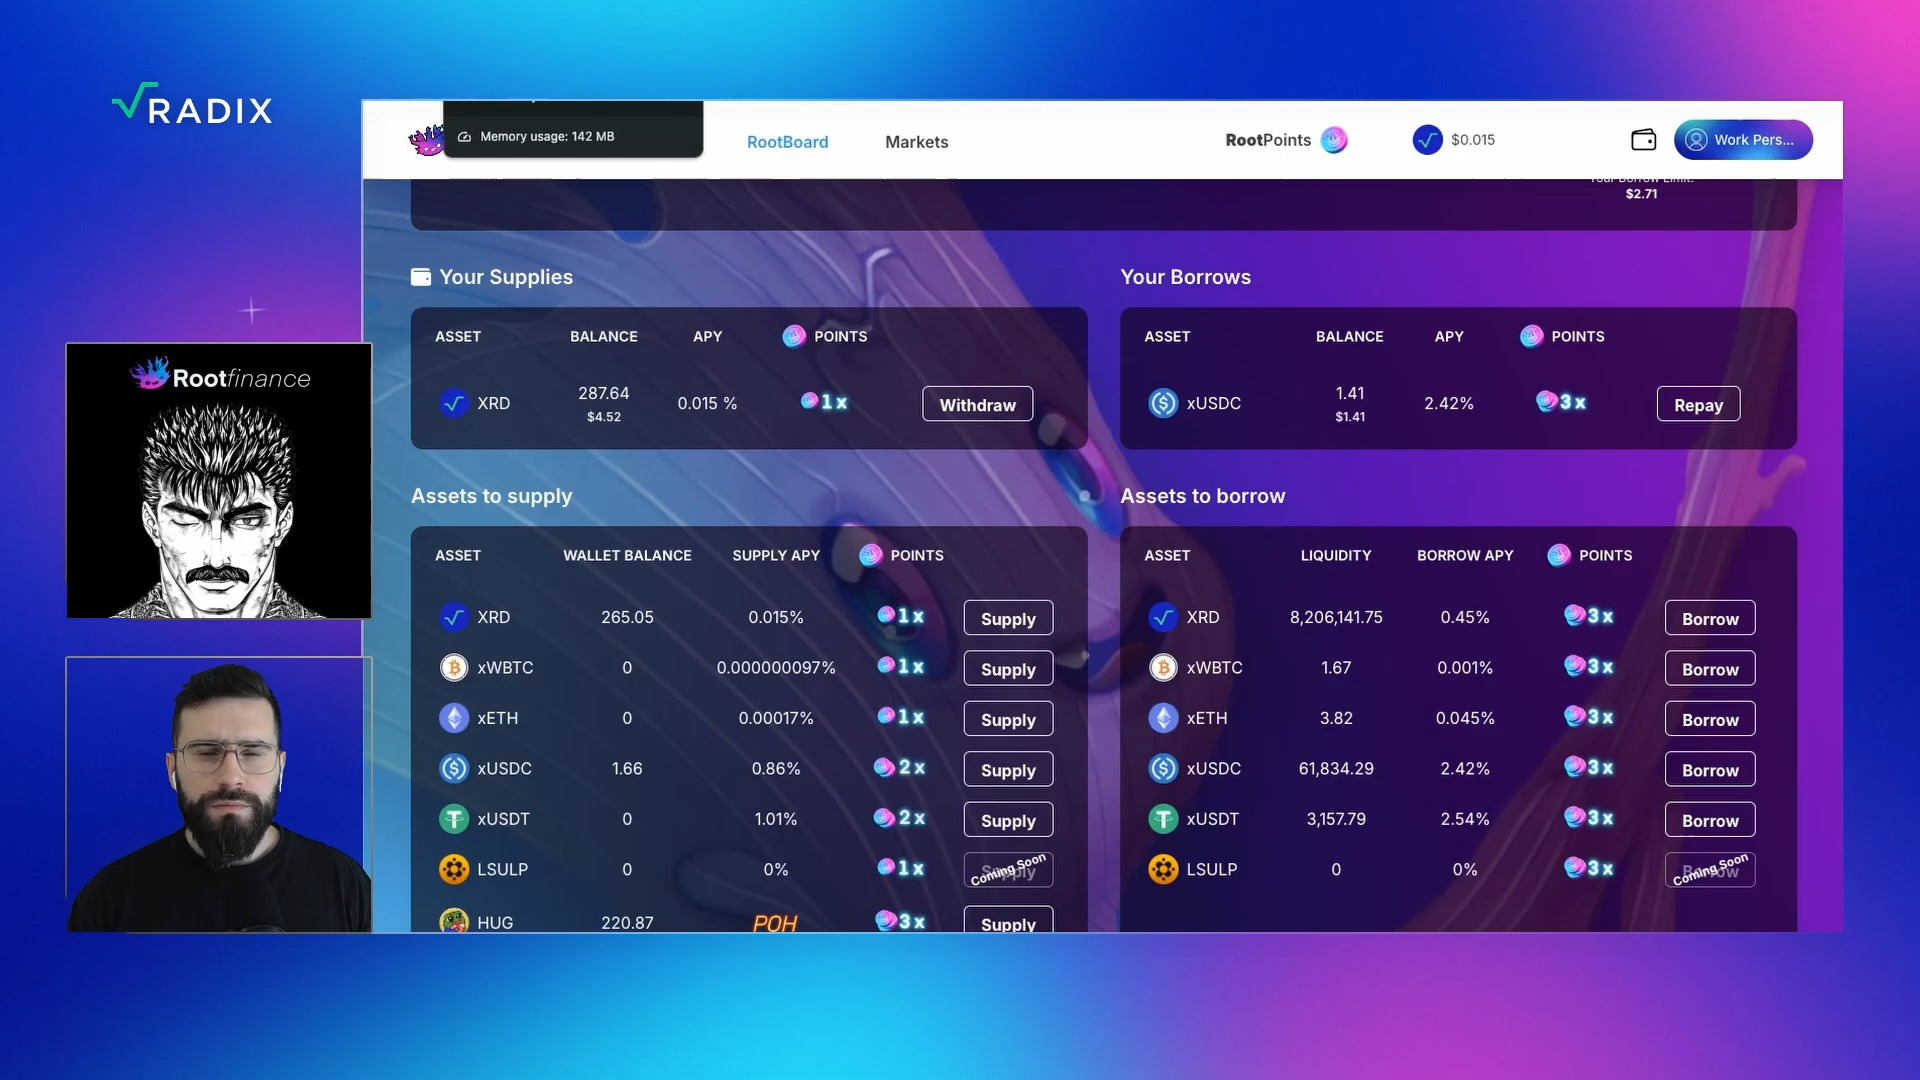 RADIX
Memory usage: 142 MB
RootBoard
Markets
RootPoints
$0.015
Work Pers...
Your Borrow Limit:
$2.71
Your Supplies
ASSET BALANCE APY POINTS
XRD 287.64 0.015 % 1x Withdraw
$4.52
Your Borrows
ASSET BALANCE APY POINTS
xUSDC 1.41 2.42% 3x Repay
$1.41
Rootfinance
Assets to supply
ASSET WALLET BALANCE SUPPLY APY POINTS
XRD 265.05 0.015% 1x Supply
xWBTC 0 0.000000097% 1x Supply
xETH 0 0.00017% 1x Supply
xUSDC 1.66 0.86% 2x Supply
xUSDT 0 1.01% 2x Supply
LSULP 0 0% 1x Supply Coming Soon
HUG 220.87 POH 3x Supply
Assets to borrow
ASSET LIQUIDITY BORROW APY POINTS
XRD 8,206,141.75 0.45% 3x Borrow
xWBTC 1.67 0.001% 3x Borrow
xETH 3.82 0.045% 3x Borrow
xUSDC 61,834.29 2.42% 3x Borrow
xUSDT 3,157.79 2.54% 3x Borrow
LSULP 0 0% 3x Borrow Coming Soon